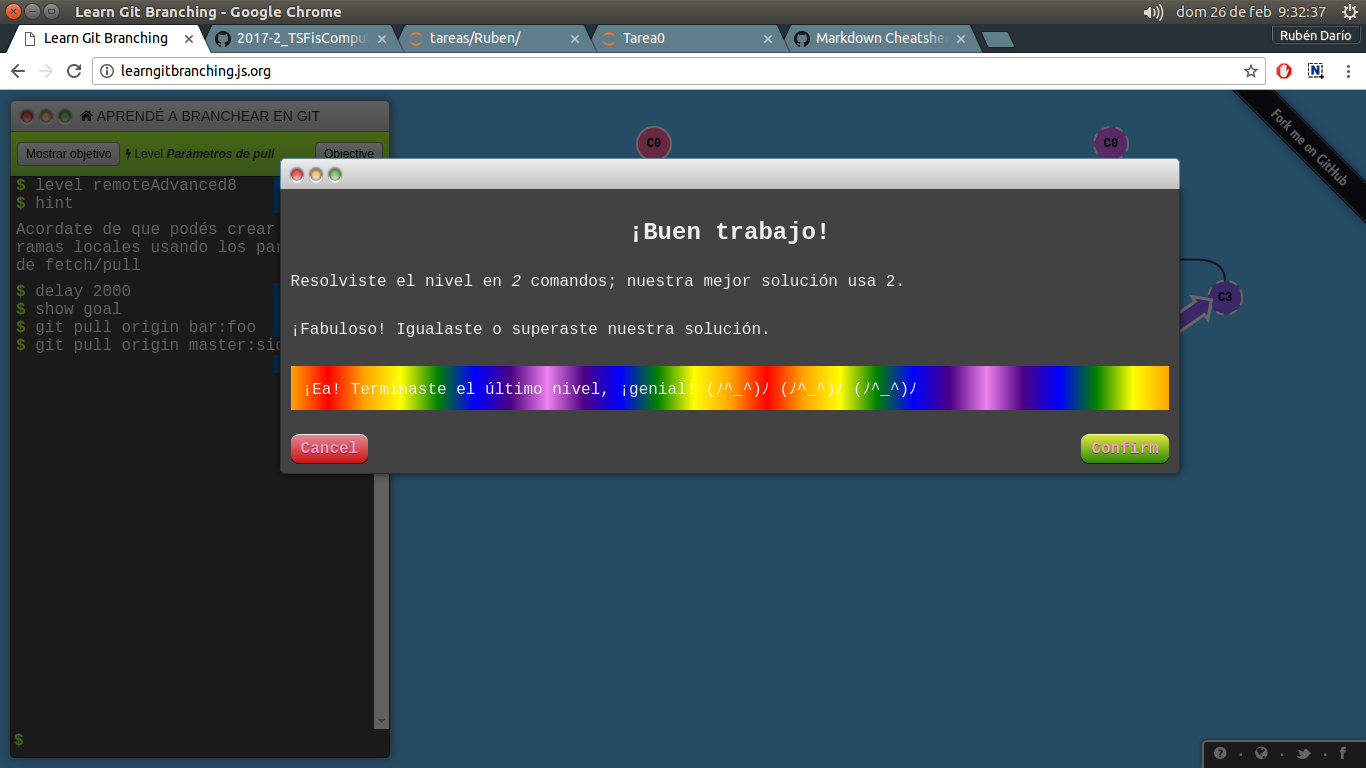 Learn Git Branching - Google Chrome
dom 26 de feb 9:32:37
Learn Git Branching
2017-2_TSFisComput
tareas/Ruben/
Tarea0
Markdown Cheatshe
Rubén Darío
learngitbranching.js.org
APRENDÉ A BRANCHEAR EN GIT
Mostrar objetivo
Level Parámetros de pull
Objective
$ level remoteAdvanced8
$ hint
Acordate de que podés crear
ramas locales usando los par
de fetch/pull
$ delay 2000
$ show goal
$ git pull origin bar:foo
$ git pull origin master:sid
$
C0
C0
C3
Fork me on GitHub
¡Buen trabajo!
Resolviste el nivel en 2 comandos; nuestra mejor solución usa 2.
¡Fabuloso! Igualaste o superaste nuestra solución.
¡Ea! Terminaste el último nivel, ¡genial! (ﾉ^_^)ﾉ (ﾉ^_^)ﾉ (ﾉ^_^)ﾉ
Cancel
Confirm